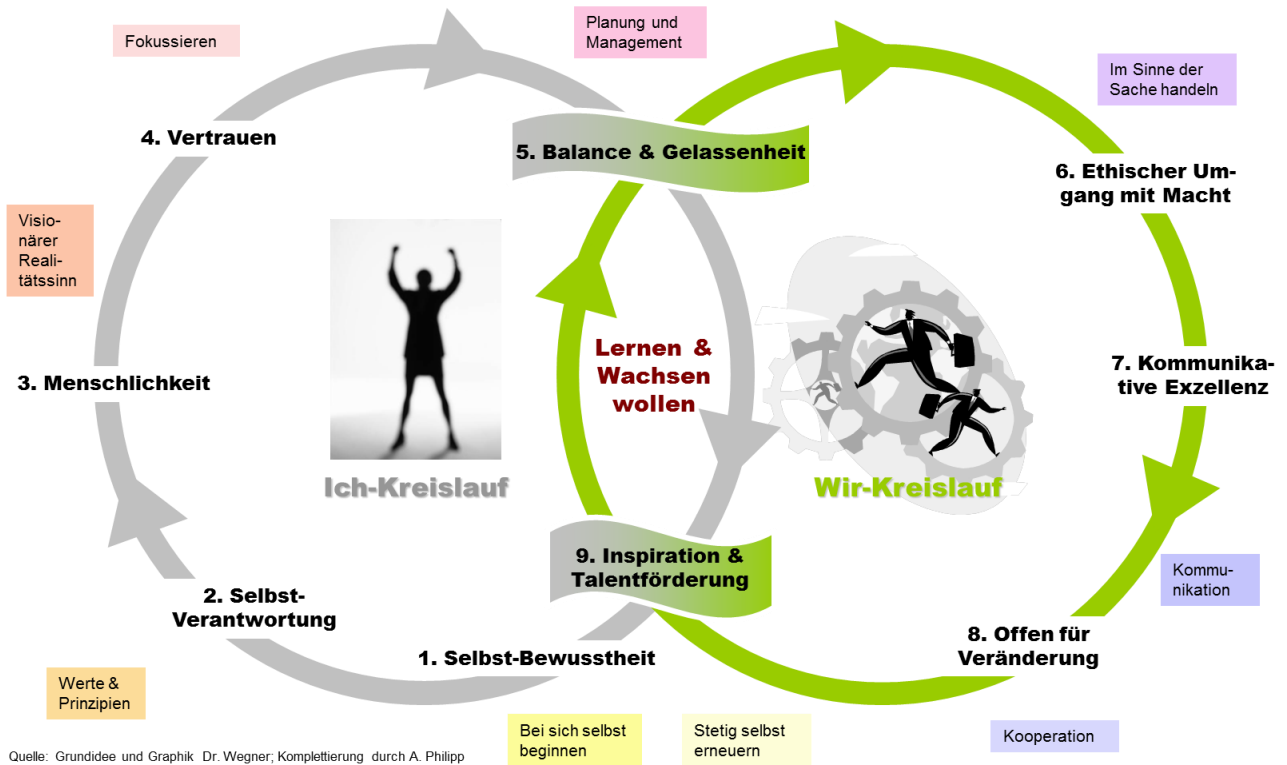 Fokussieren
Planung und
Management
Im Sinne der
Sache handeln
4. Vertrauen
5. Balance & Gelassenheit
6. Ethischer Um-
gang mit Macht
Visio-
närer
Reali-
tätssinn
3. Menschlichkeit
Lernen &
Wachsen
wollen
7. Kommunika-
tive Exzellenz
Ich-Kreislauf
Wir-Kreislauf
9. Inspiration &
Talentförderung
Kommu-
nikation
2. Selbst-
Verantwortung
1. Selbst-Bewusstheit
8. Offen für
Veränderung
Werte &
Prinzipien
Bei sich selbst
beginnen
Stetig selbst
erneuern
Kooperation
Quelle: Grundidee und Graphik Dr. Wegner; Komplettierung durch A. Philipp